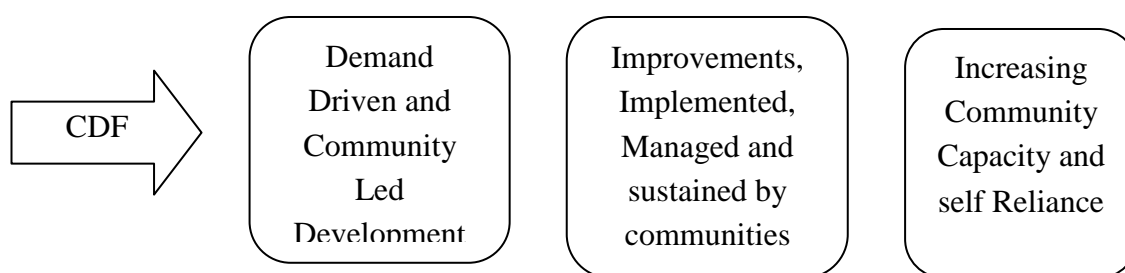 CDF
Demand
Driven and
Community
Led
Development
Improvements,
Implemented,
Managed and
sustained by
communities
Increasing
Community
Capacity and
self Reliance